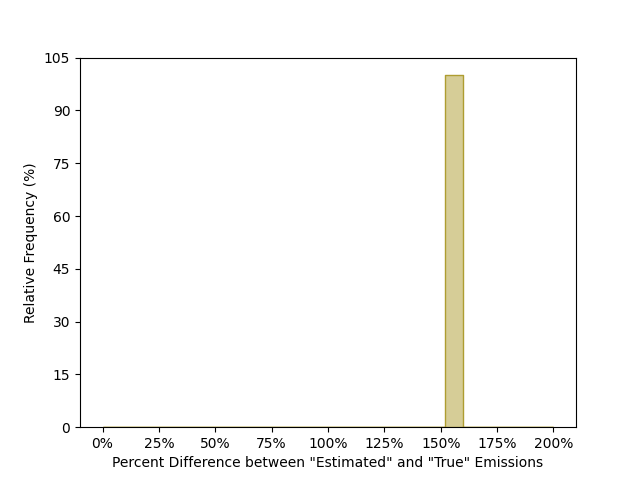 105
90
75
60
45
30
15
0
Relative Frequency (%)
0% 25% 50% 75% 100% 125% 150% 175% 200%
Percent Difference between "Estimated" and "True" Emissions